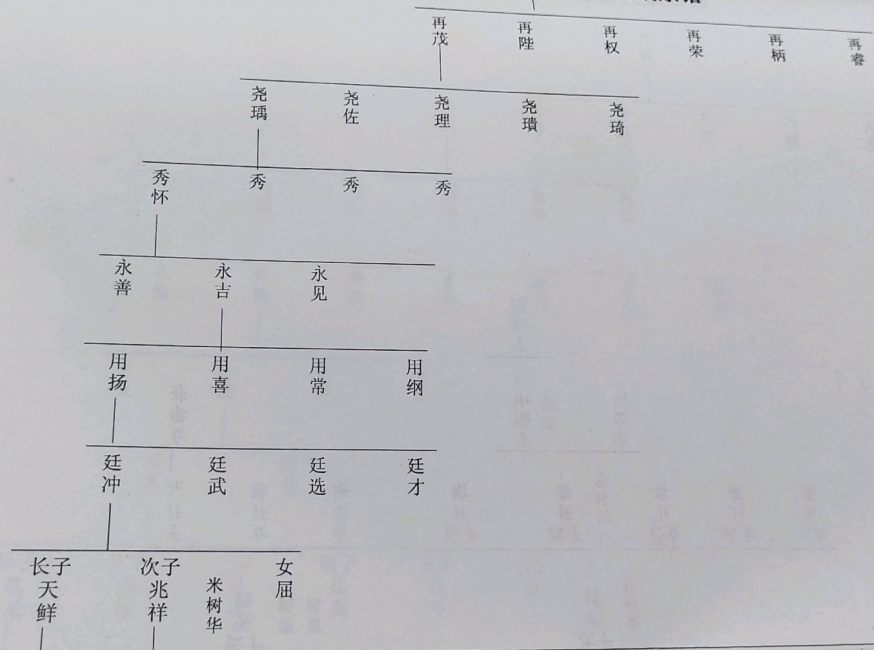 再茂 再陛 再权 再荣 再柄 再睿
尧瑀 尧佐 尧理 尧璝 尧琦
秀怀 秀 秀 秀
永善 永吉 永见
用扬 用喜 用常 用纲
廷冲 廷武 廷选 廷才
长子天鲜 次子兆祥 米树华 女屈